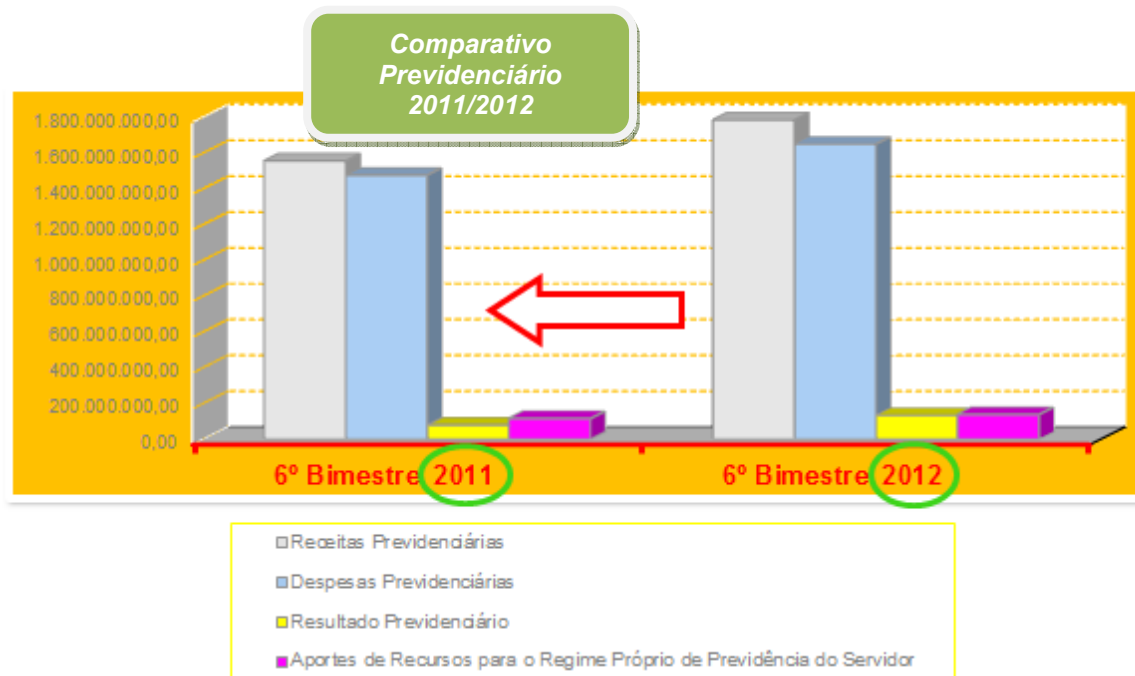 Comparativo
Previdenciário
2011/2012
1.800.000.000,00
1.600.000.000,00
1.400.000.000,00
1.200.000.000,00
1.000.000.000,00
800.000.000,00
600.000.000,00
400.000.000,00
200.000.000,00
0,00
6º Bimestre 2011
6º Bimestre 2012
Receitas Previdenciárias
Despesas Previdenciárias
Resultado Previdenciário
Aportes de Recursos para o Regime Próprio de Previdência do Servidor